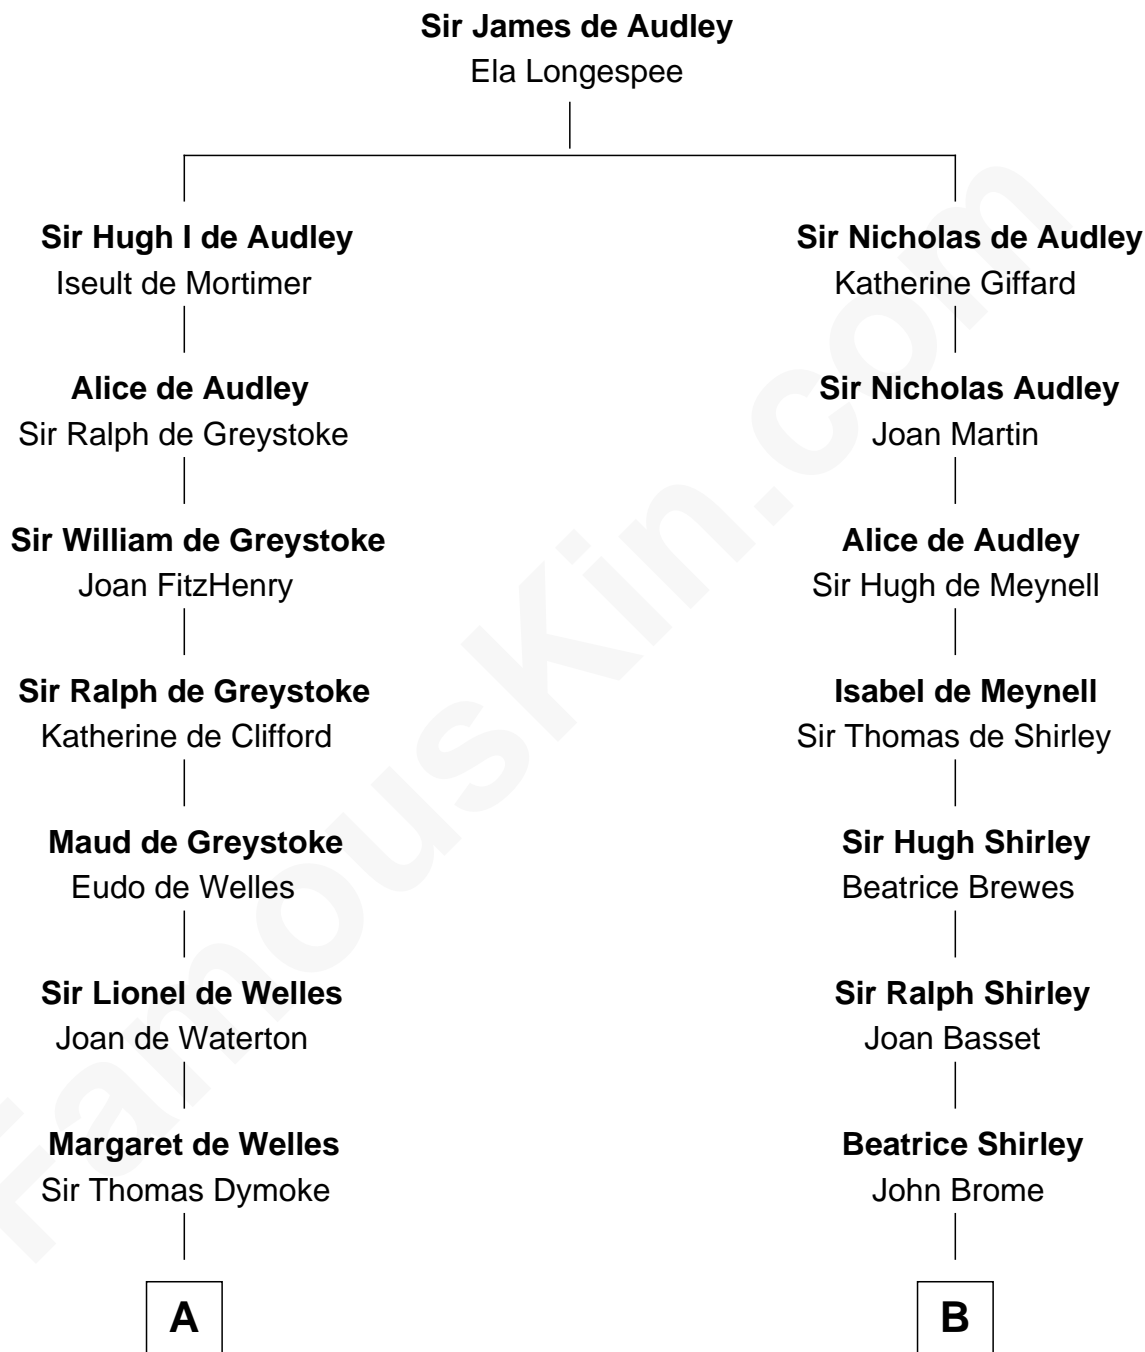 Sir James de Audley
Ela Longespee
Sir Hugh I de Audley
Iseult de Mortimer
Sir Nicholas de Audley
Katherine Giffard
Alice de Audley
Sir Ralph de Greystoke
Sir Nicholas Audley
Joan Martin
Sir William de Greystoke
Joan FitzHenry
Alice de Audley
Sir Hugh de Meynell
Sir Ralph de Greystoke
Katherine de Clifford
Isabel de Meynell
Sir Thomas de Shirley
Maud de Greystoke
Eudo de Welles
Sir Hugh Shirley
Beatrice Brewes
Sir Lionel de Welles
Joan de Waterton
Sir Ralph Shirley
Joan Basset
Margaret de Welles
Sir Thomas Dymoke
Beatrice Shirley
John Brome
A
B
FamousKin.com